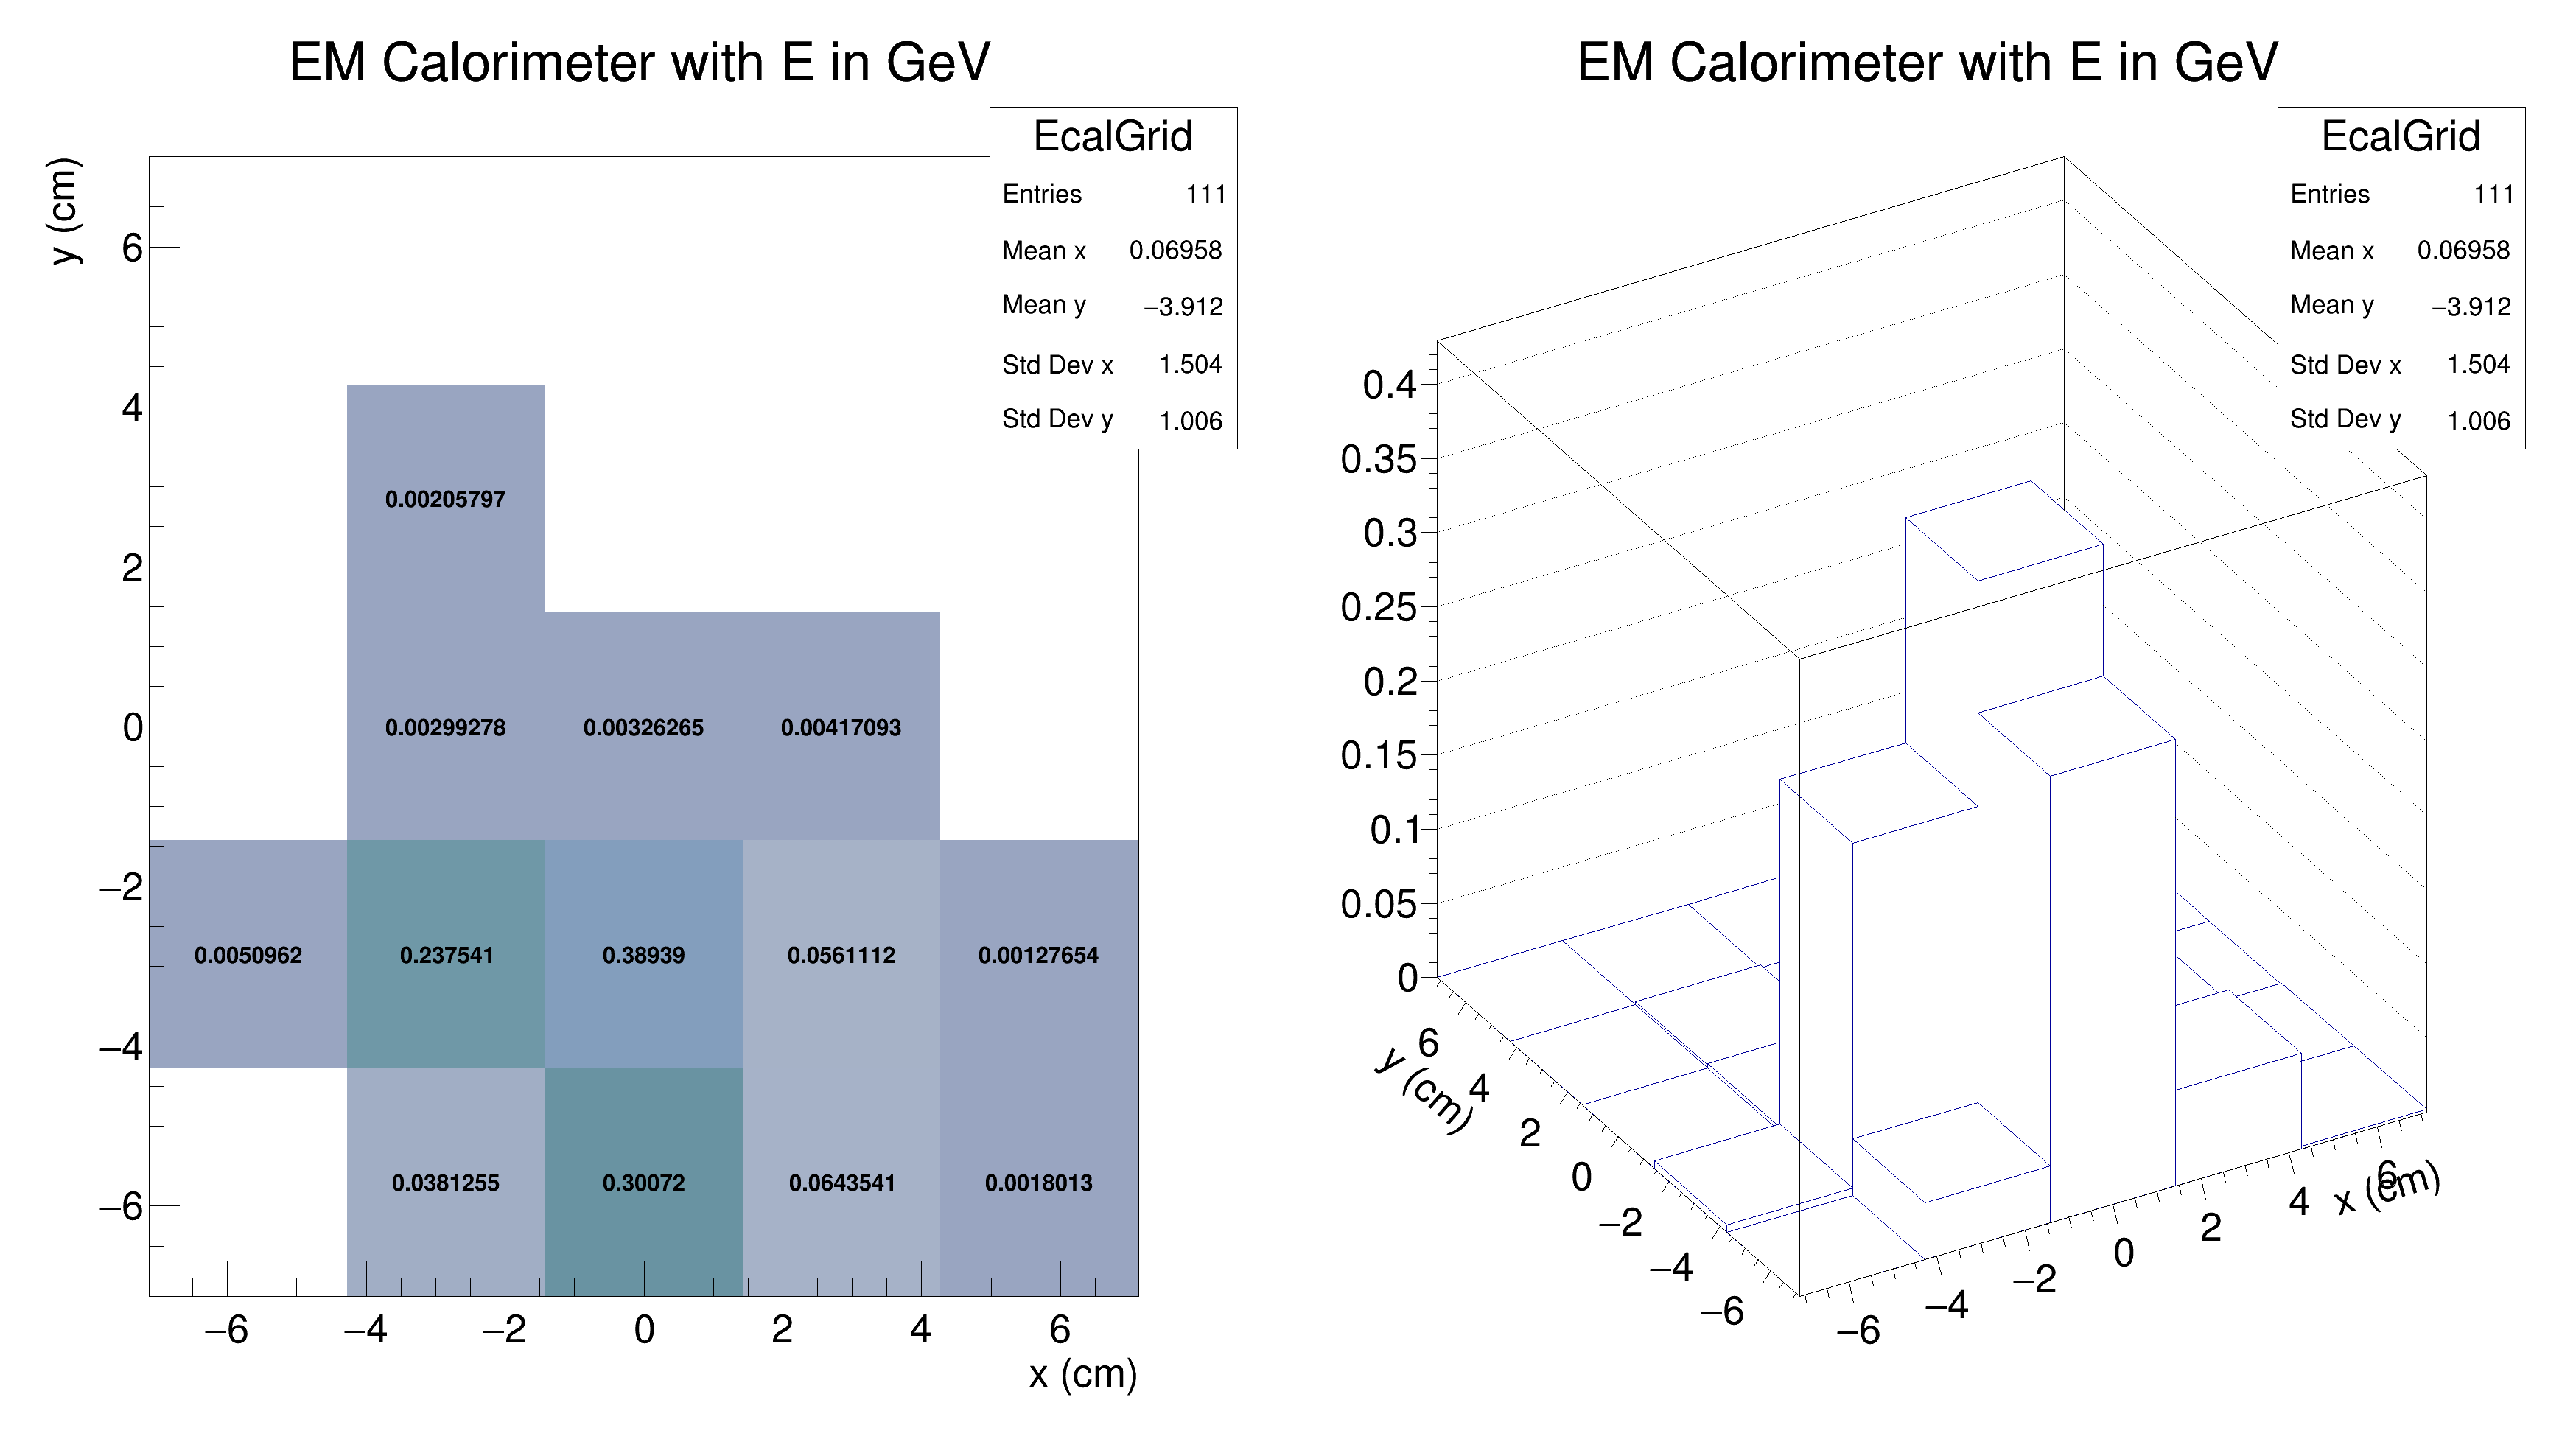 EM Calorimeter with E in GeV
EcalGrid
Entries 111
Mean x 0.06958
Mean y −3.912
Std Dev x 1.504
Std Dev y 1.006
y (cm)
6
4
2
0
−2
−4
−6
0.00205797
0.00299278 0.00326265 0.00417093
0.0050962 0.237541 0.38939 0.0561112 0.00127654
0.0381255 0.30072 0.0643541 0.0018013
−6 −4 −2 0 2 4 6
x (cm)
EM Calorimeter with E in GeV
EcalGrid
Entries 111
Mean x 0.06958
Mean y −3.912
Std Dev x 1.504
Std Dev y 1.006
0.4
0.35
0.3
0.25
0.2
0.15
0.1
0.05
0
y (cm)
6
4
2
0
−2
−4
−6
−6 −4 −2 0 2 4 6
x (cm)